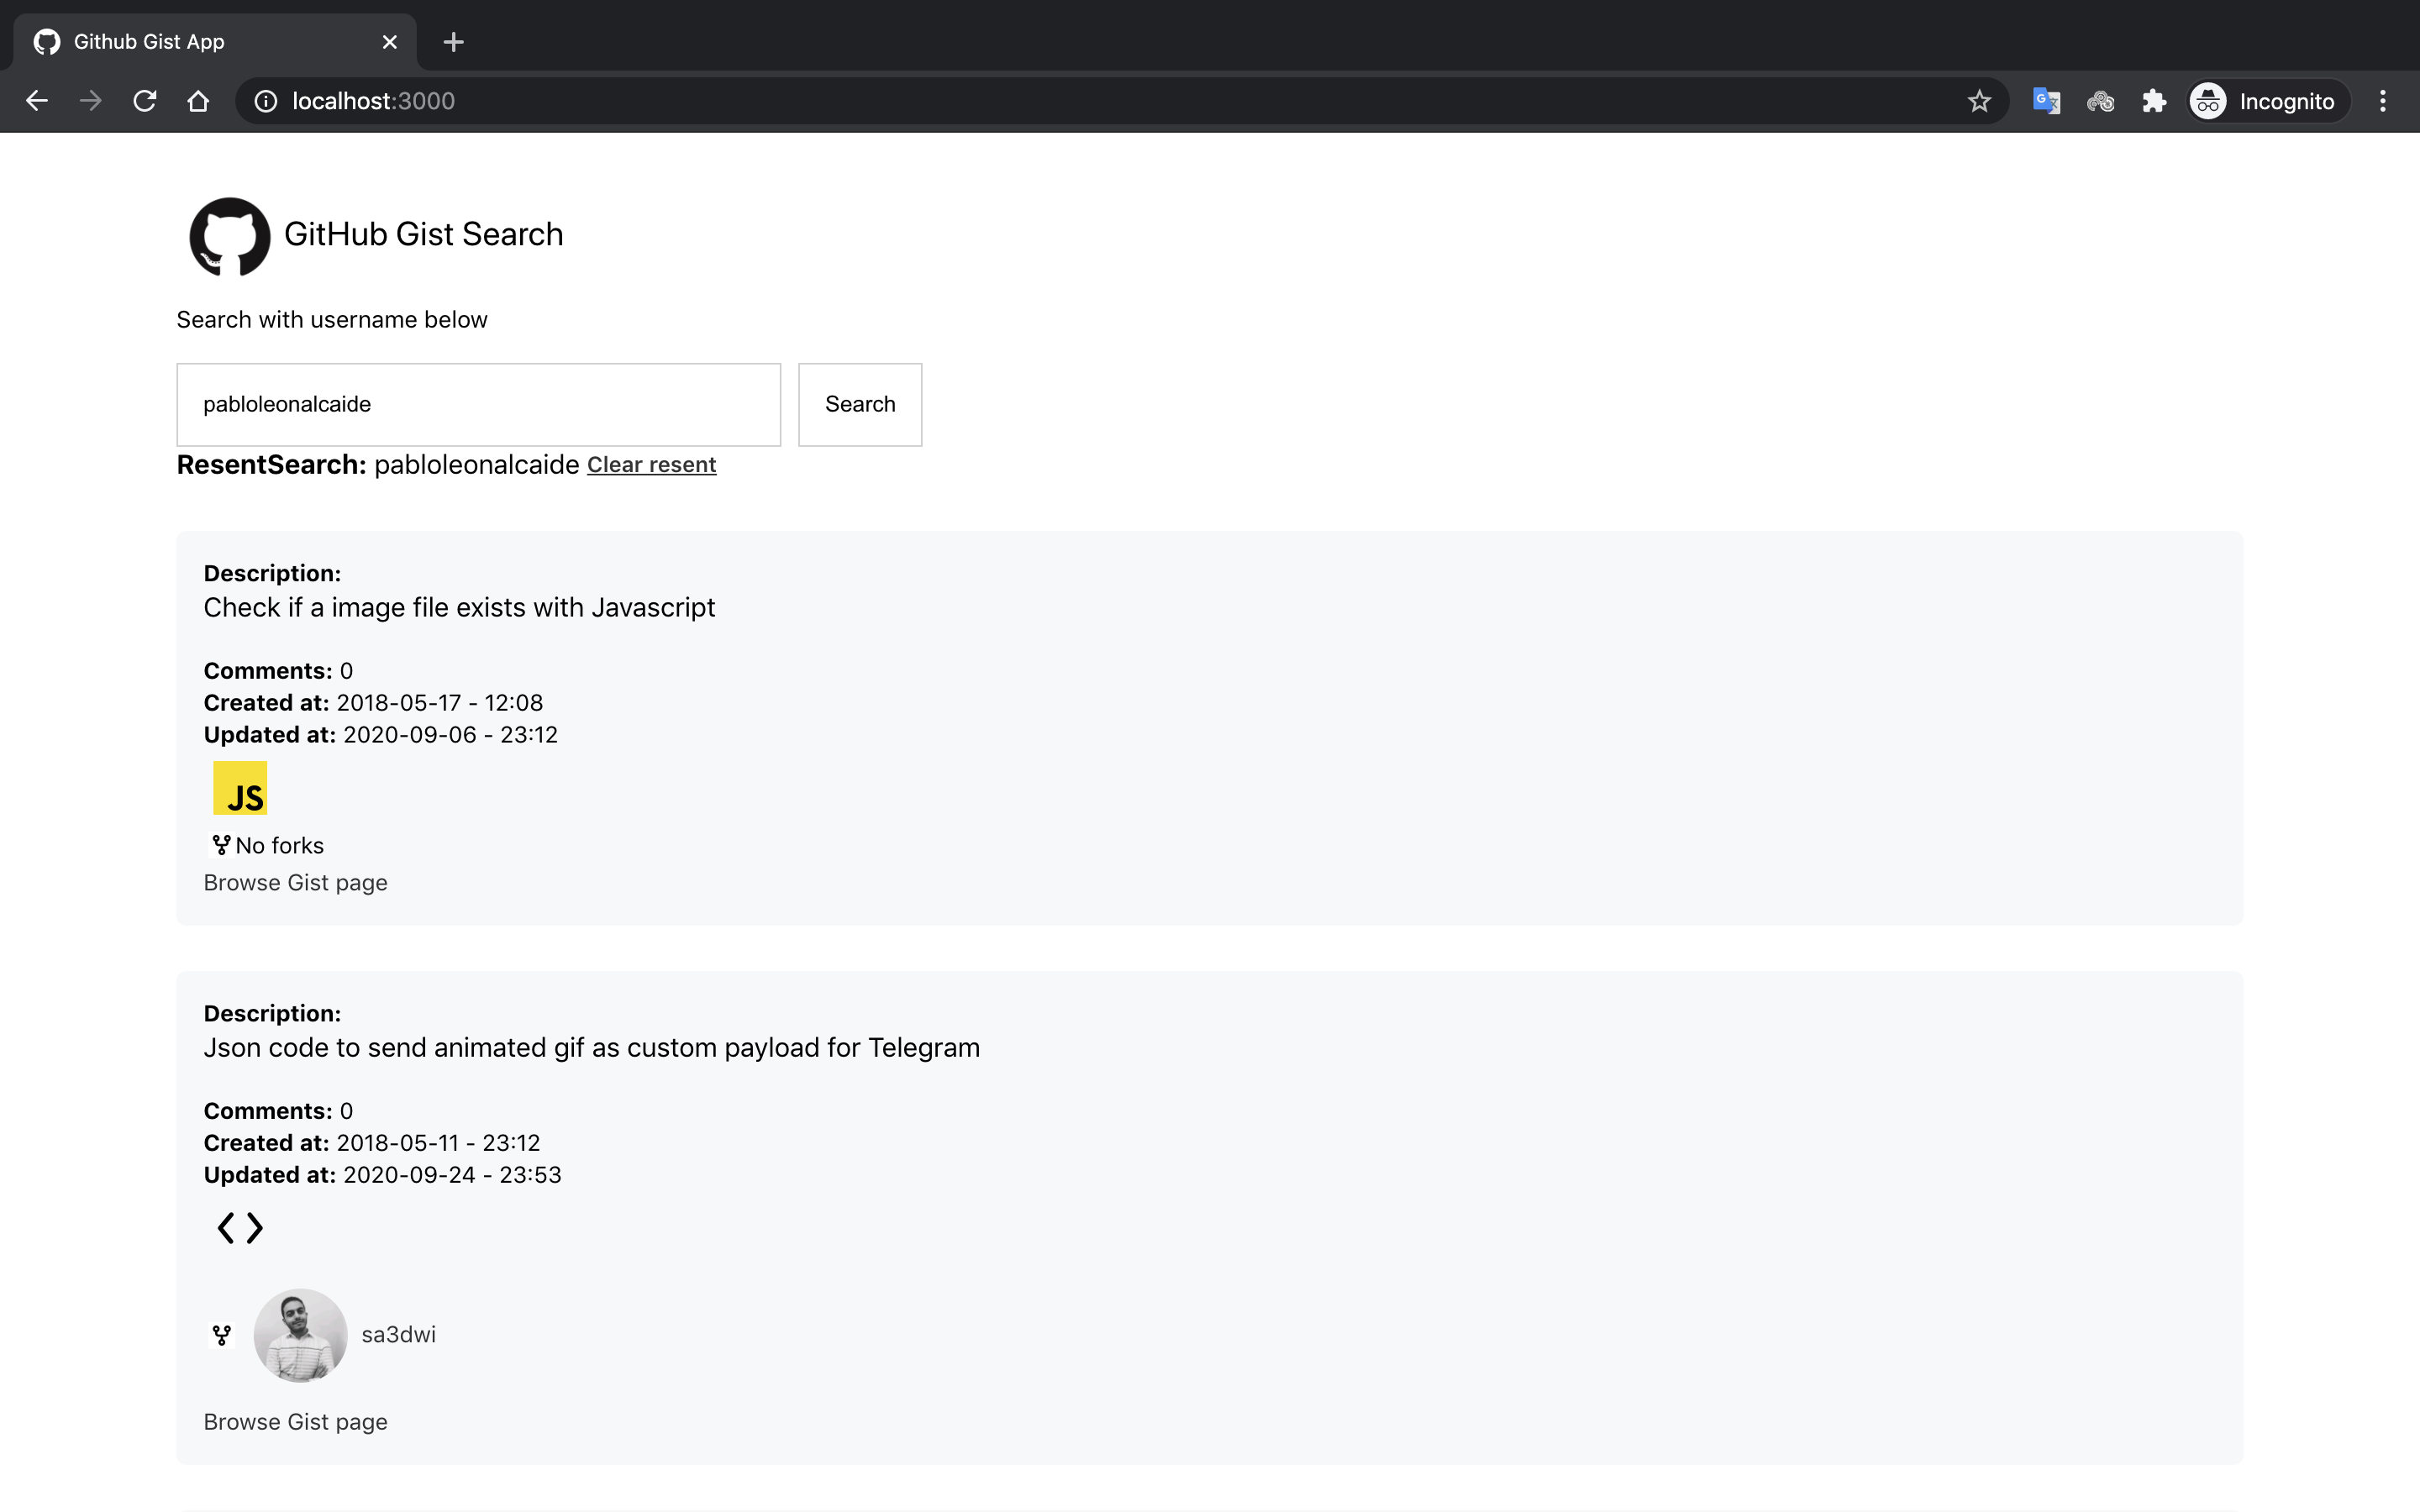 Github Gist App
localhost:3000
Incognito
GitHub Gist Search
Search with username below
pabloleonalcaide
Search
ResentSearch: pabloleonalcaide Clear resent
Description:
Check if a image file exists with Javascript
Comments: 0
Created at: 2018-05-17 - 12:08
Updated at: 2020-09-06 - 23:12
JS
No forks
Browse Gist page
Description:
Json code to send animated gif as custom payload for Telegram
Comments: 0
Created at: 2018-05-11 - 23:12
Updated at: 2020-09-24 - 23:53
sa3dwi
Browse Gist page